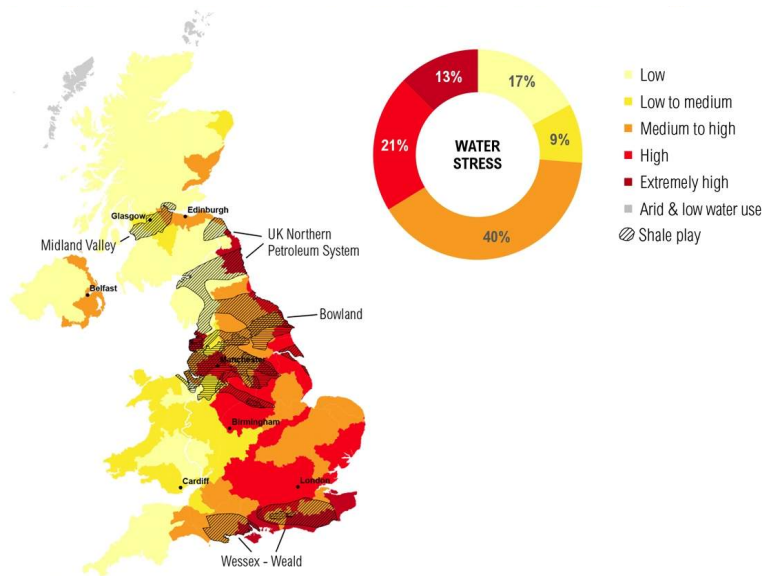 13%
17%
21%
WATER
STRESS
9%
40%
Low
Low to medium
Medium to high
High
Extremely high
Arid & low water use
Shale play
Glasgow
Edinburgh
Midland Valley
UK Northern
Petroleum System
Belfast
Bowland
Manchester
Birmingham
Cardiff
London
Wessex - Weald